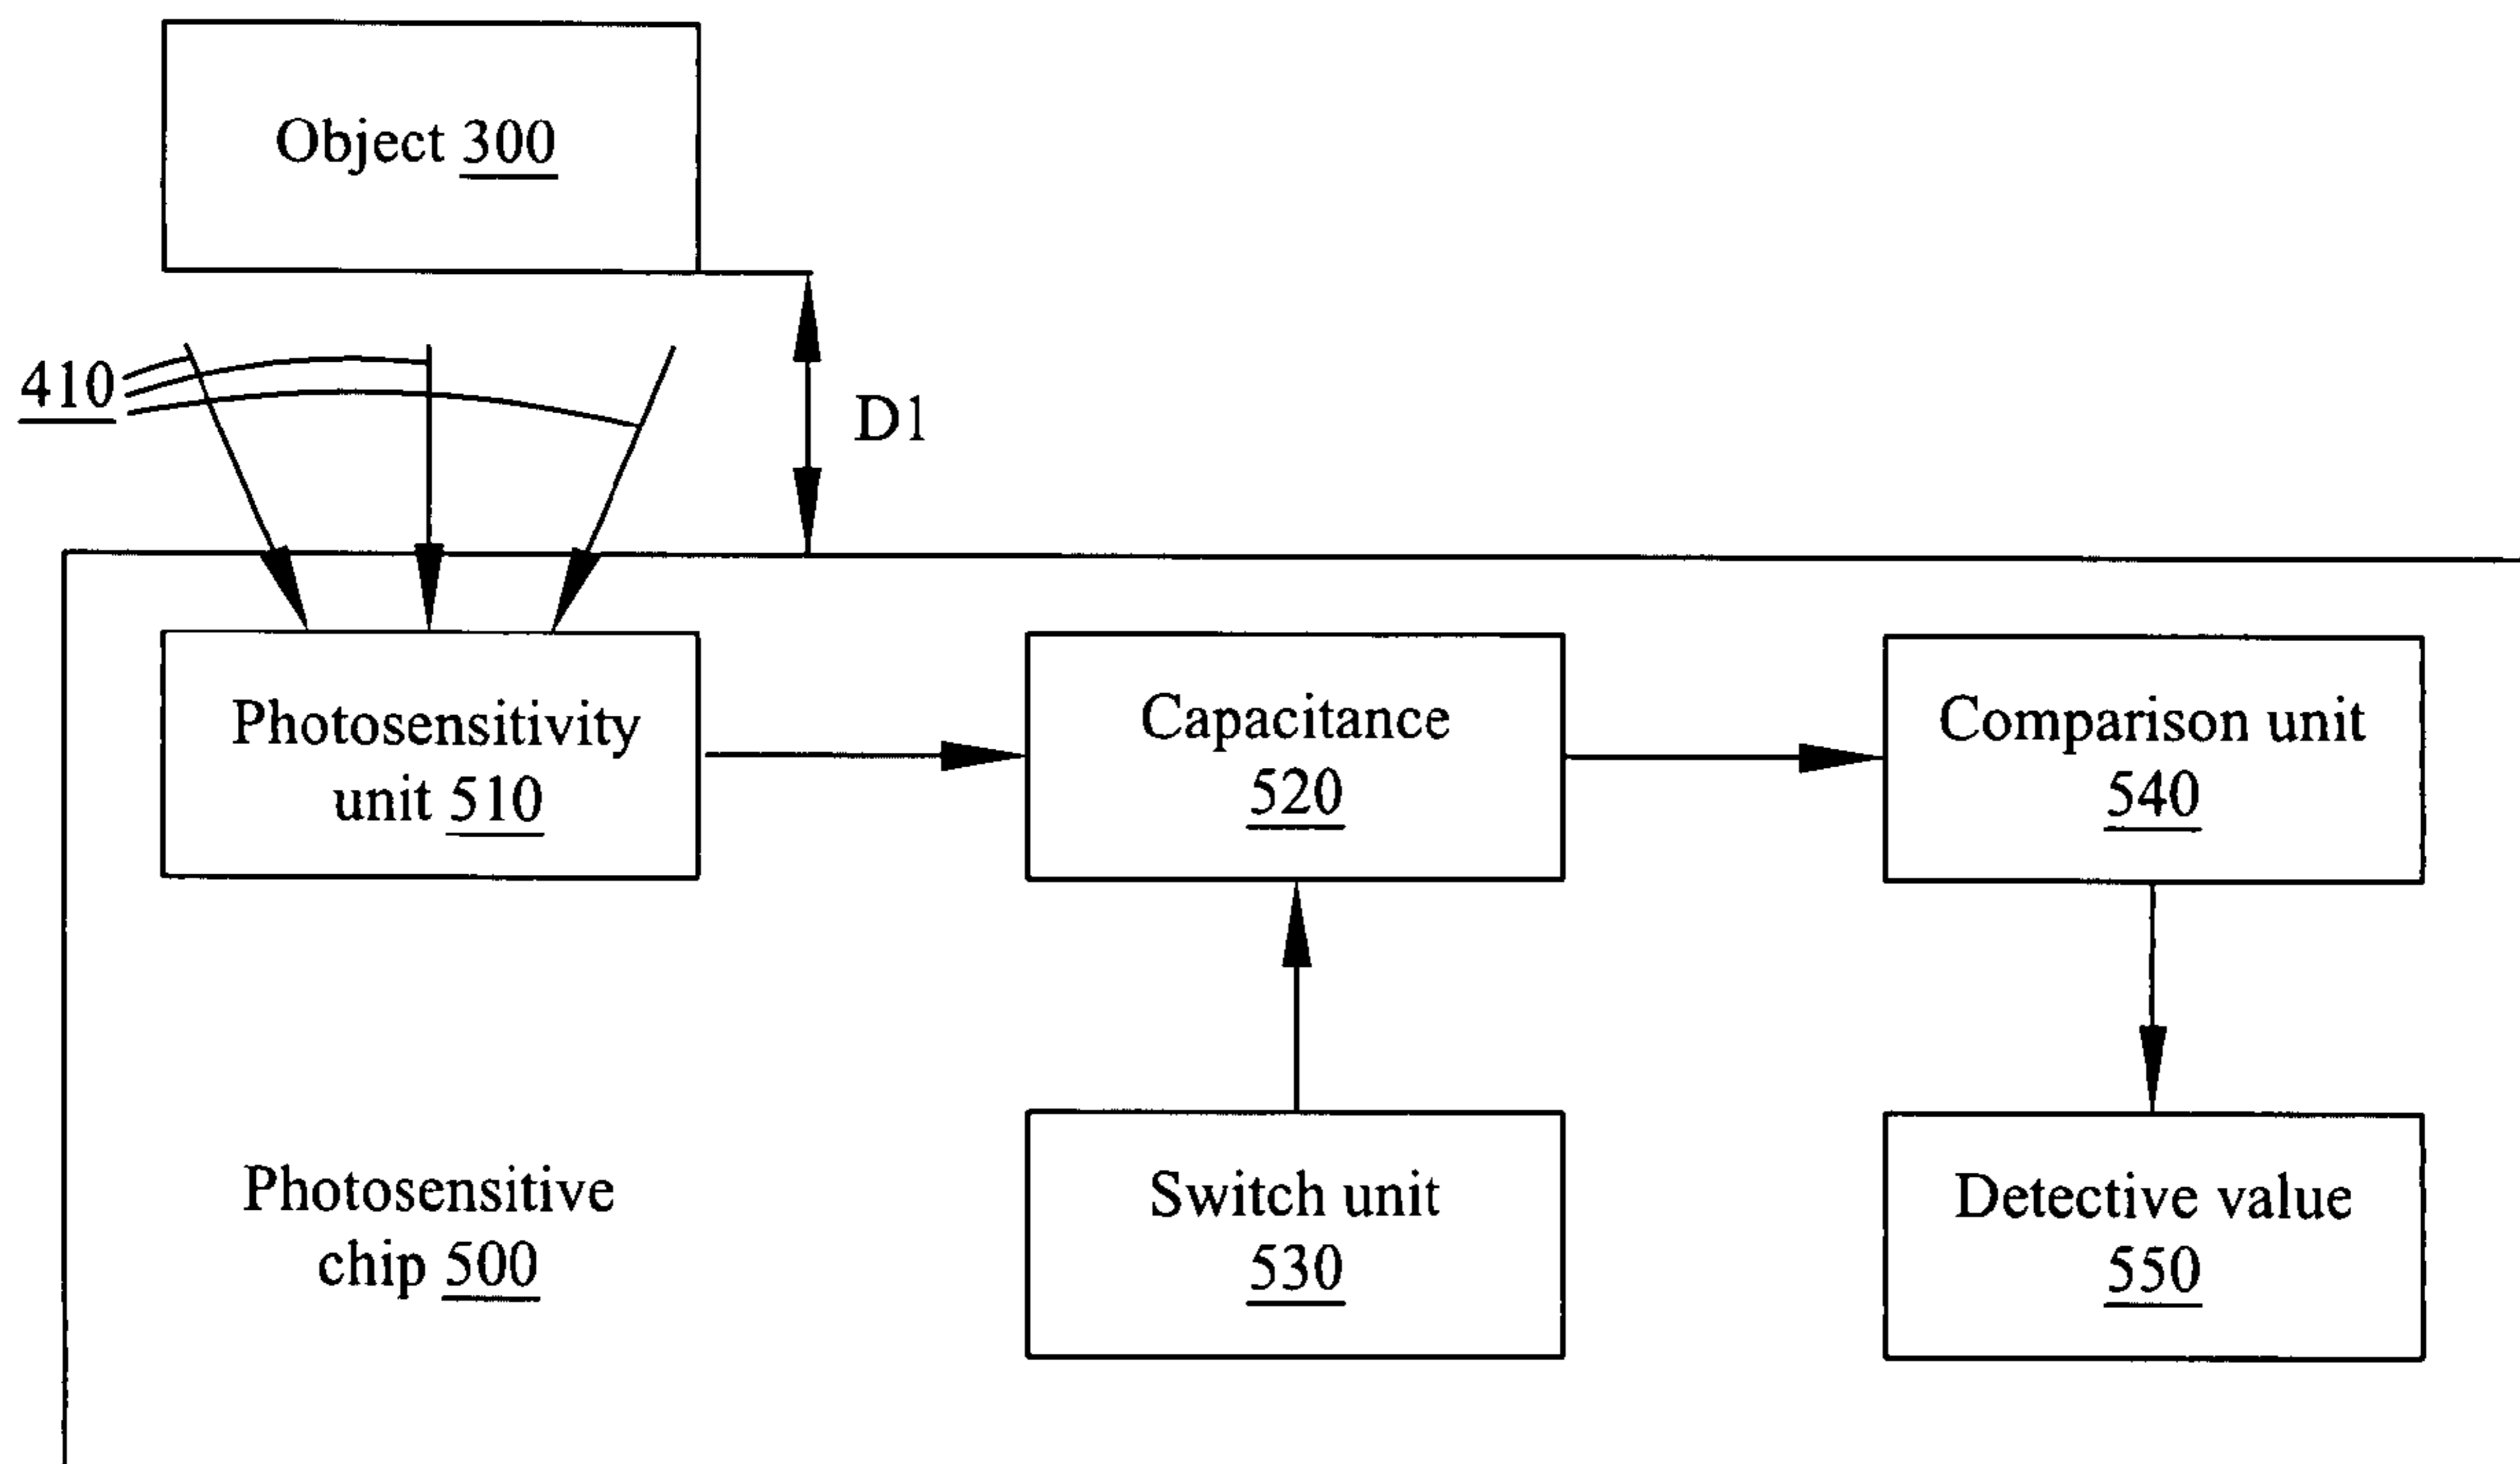 Object 300
410
D1
Photosensitivity
unit 510
Capacitance
520
Comparison unit
540
Photosensitive
chip 500
Switch unit
530
Detective value
550